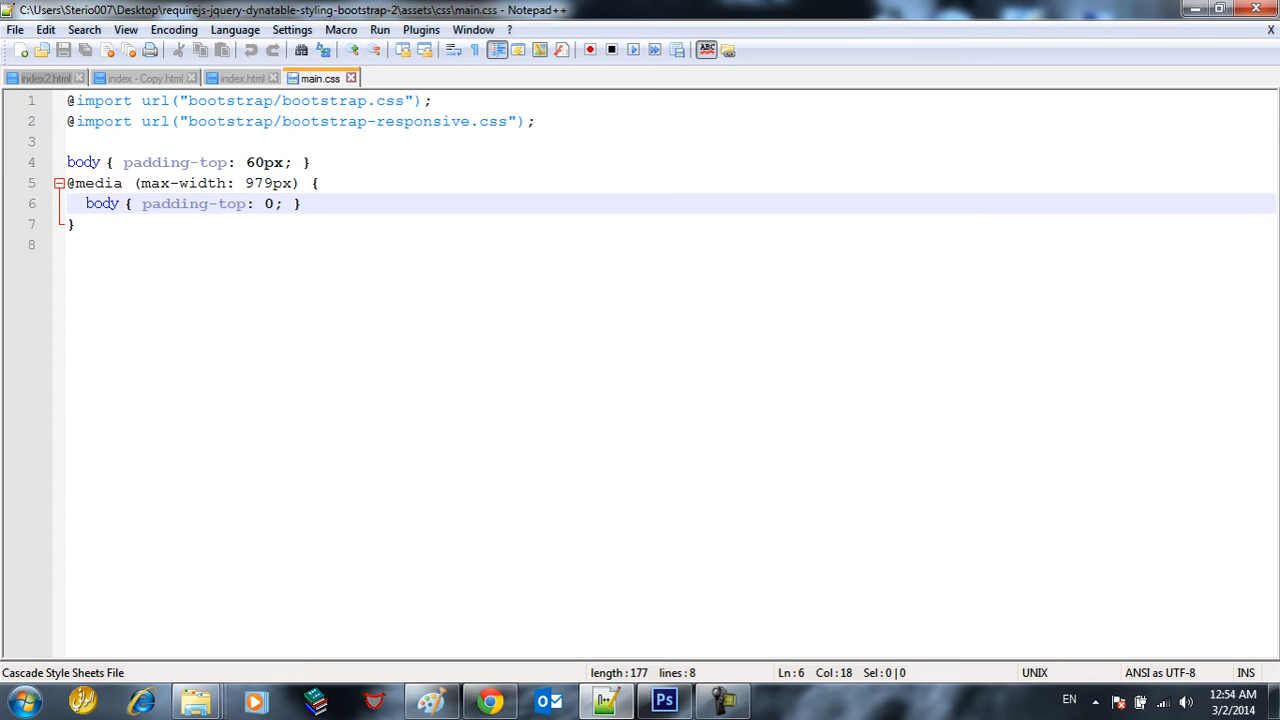 C:\Users\Sterio007\Desktop\requirejs-jquery-dynatable-styling-bootstrap-2\assets\css\main.css - Notepad++
File Edit Search View Encoding Language Settings Macro Run Plugins Window ? X
index2.html index - Copy.html index.html main.css
1 @import url("bootstrap/bootstrap.css");
2 @import url("bootstrap/bootstrap-responsive.css");
3
4 body { padding-top: 60px; }
5 @media (max-width: 979px) {
6 body { padding-top: 0; }
7 }
8
Cascade Style Sheets File length : 177 lines : 8 Ln : 6 Col : 18 Sel : 0 | 0 UNIX ANSI as UTF-8 INS
EN 12:54 AM
3/2/2014
Ps